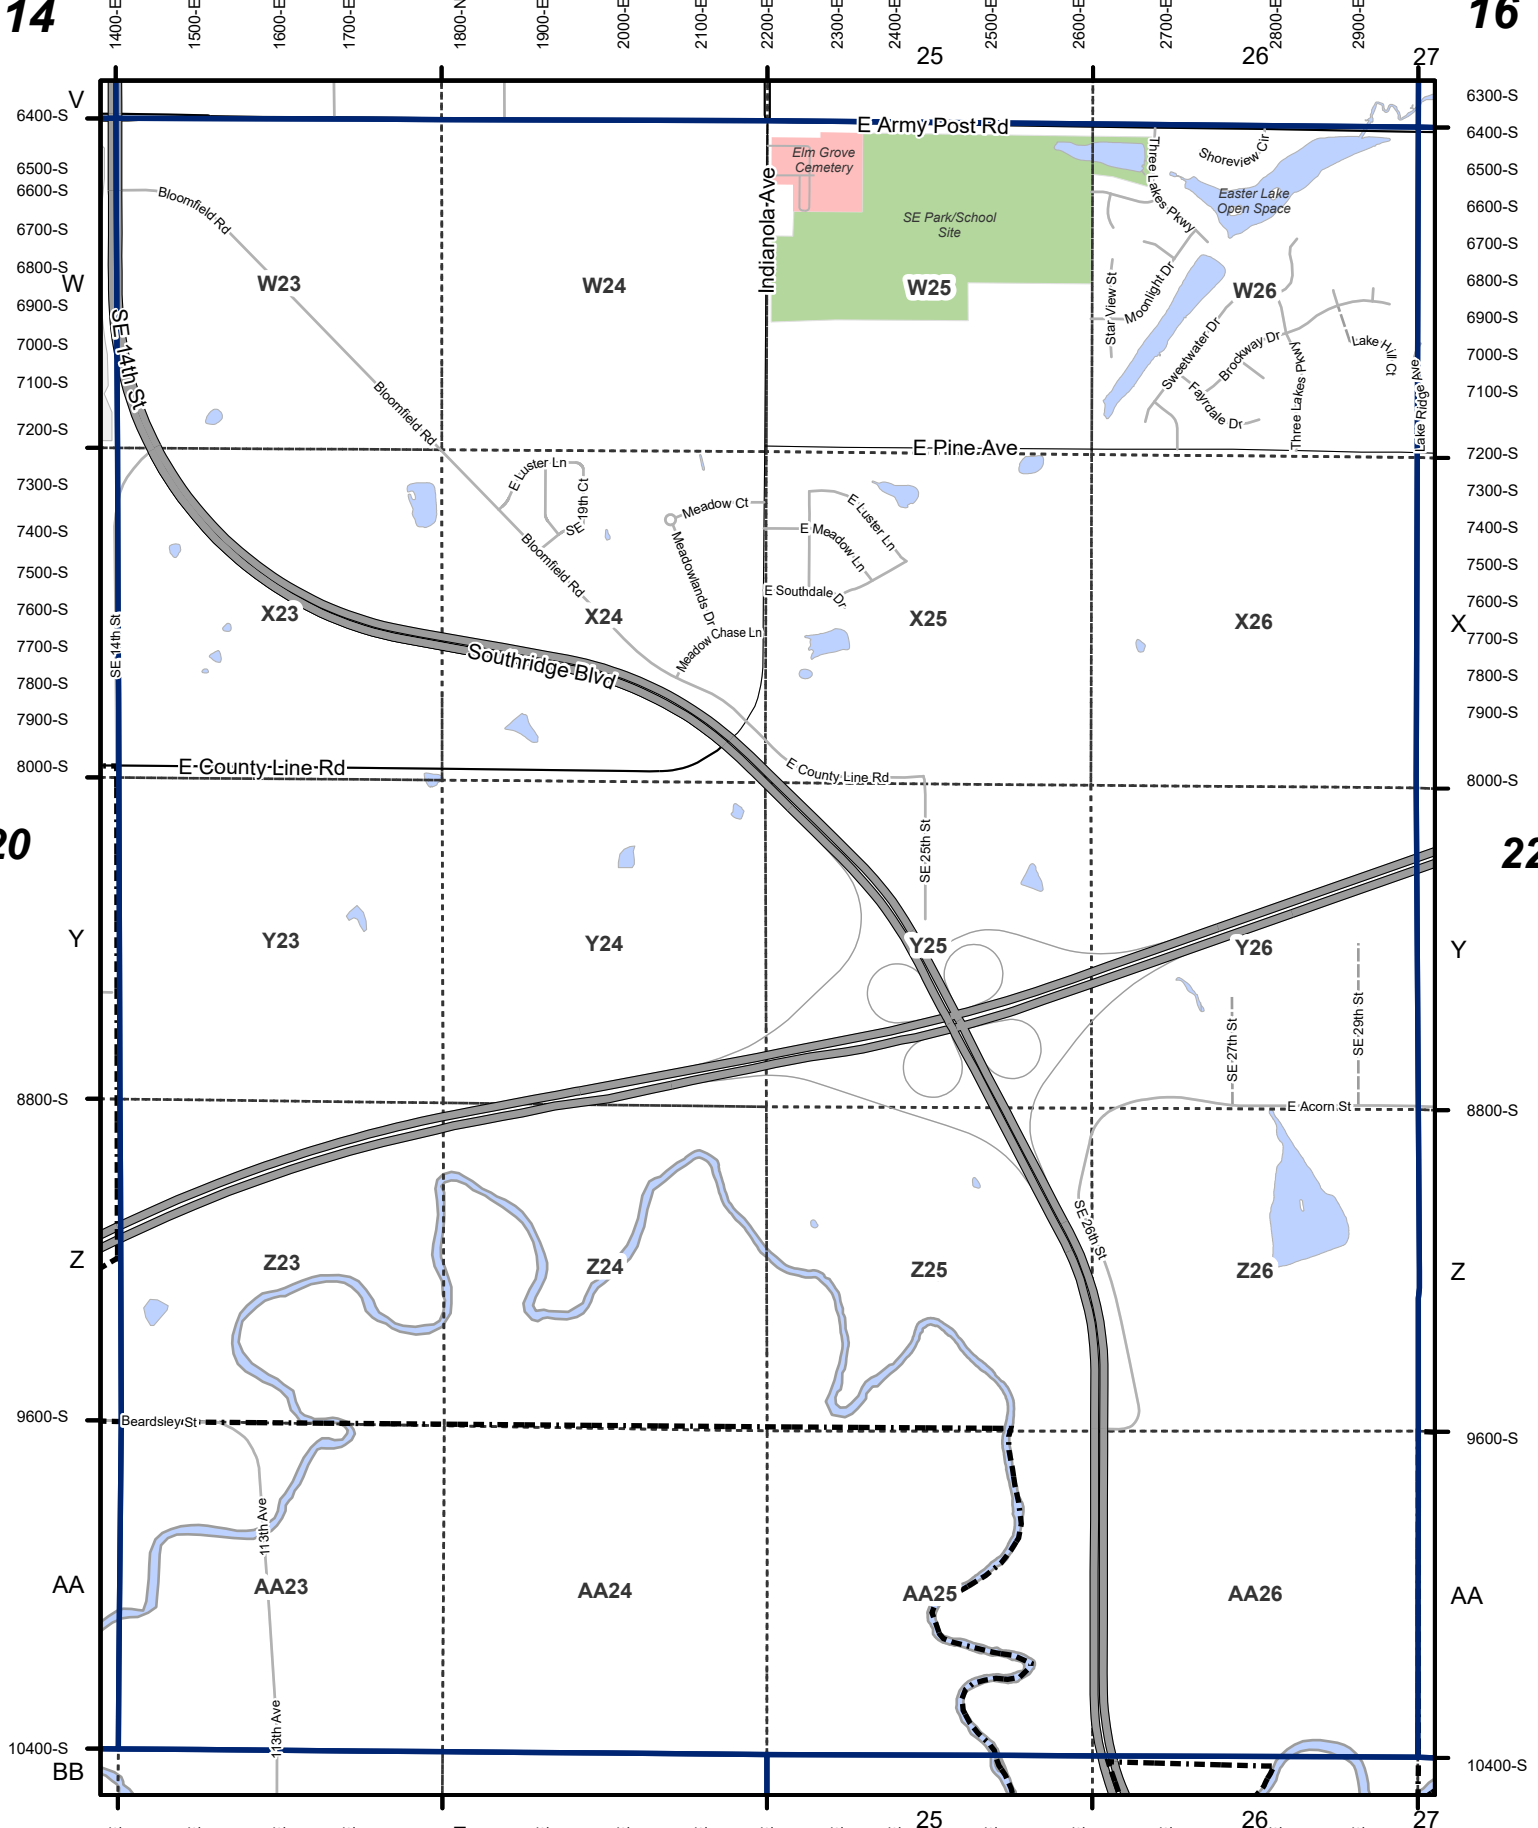 14
16
1400-E
1500-E
1600-E
1700-E
1800-N
1900-E
2000-E
2100-E
2200-E
2300-E
2400-E
2500-E
2600-E
2700-E
2800-E
2900-E
25
26
27
V
6400-S
6500-S
6600-S
6700-S
6800-S
W
6900-S
7000-S
7100-S
7200-S
7300-S
7400-S
7500-S
7600-S
7700-S
7800-S
7900-S
8000-S
20
Y
8800-S
Z
9600-S
AA
10400-S
BB
6300-S
6400-S
6500-S
6600-S
6700-S
6800-S
6900-S
7000-S
7100-S
7200-S
7300-S
7400-S
7500-S
7600-S
X
7700-S
7800-S
7900-S
8000-S
22
Y
8800-S
Z
9600-S
AA
10400-S
E Army Post Rd
Elm Grove
Cemetery
SE Park/School
Site
Easter Lake
Open Space
Shoreview Cir
Three Lakes Pkwy
Bloomfield Rd
Indianola Ave
W23
W24
W25
W26
Star View St
Moonlight Dr
Sweetwater Dr
Brockway Dr
Fayrdale Dr
Three Lakes Pkwy
Lake Hill Ct
Lake Ridge Ave
SE 14th St
Bloomfield Rd
E Pine Ave
E Luster Ln
SE 19th Ct
Bloomfield Rd
Meadow Ct
Meadowlands Dr
Meadow Chase Ln
E Luster Ln
E Meadow Ln
E Southdale Dr
SE 14th St
X23
X24
X25
X26
Southridge Blvd
E County Line Rd
E County Line Rd
SE 25th St
Y23
Y24
Y25
Y26
SE 27th St
SE 29th St
E Acorn St
SE 26th St
Z23
Z24
Z25
Z26
Beardsley St
113th Ave
AA23
AA24
AA25
AA26
113th Ave
25
26
27